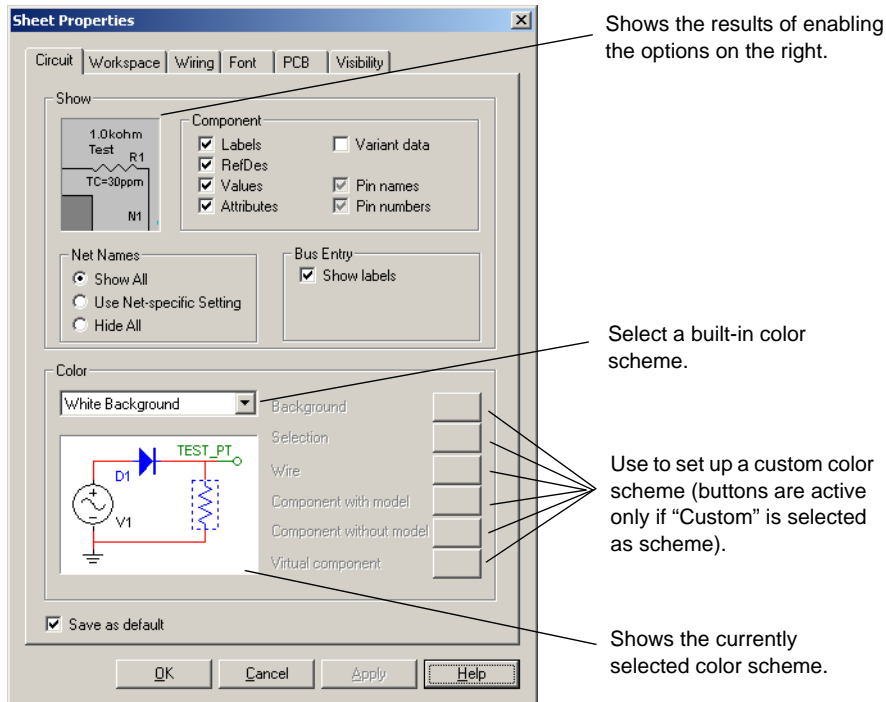 Sheet Properties
Shows the results of enabling
the options on the right.
Circuit Workspace Wiring Font PCB Visibility
Show
1.0kohm
Test
R1
TC=30ppm
N1
Component
Labels
Variant data
RefDes
Values
Pin names
Attributes
Pin numbers
Net Names
Show All
Use Net-specific Setting
Hide All
Bus Entry
Show labels
Select a built-in color
scheme.
Color
White Background
Background
Selection
Wire
Component with model
Component without model
Virtual component
TEST_PT
D1
V1
Use to set up a custom color
scheme (buttons are active
only if “Custom” is selected
as scheme).
Save as default
Shows the currently
selected color scheme.
OK Cancel Apply Help